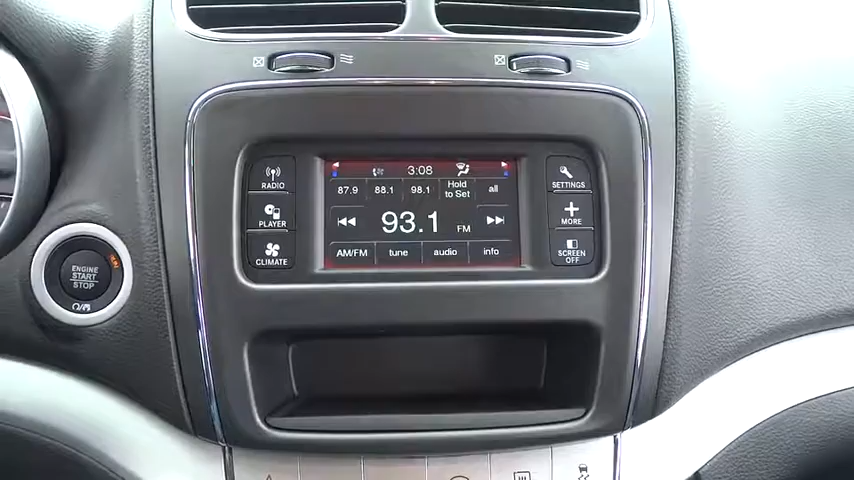 3:08
RADIO
87.9 88.1 98.1 Hold to Set all
SETTINGS
PLAYER
93.1 FM
MORE
CLIMATE
AM/FM tune audio info
SCREEN
OFF
ENGINE
START
STOP